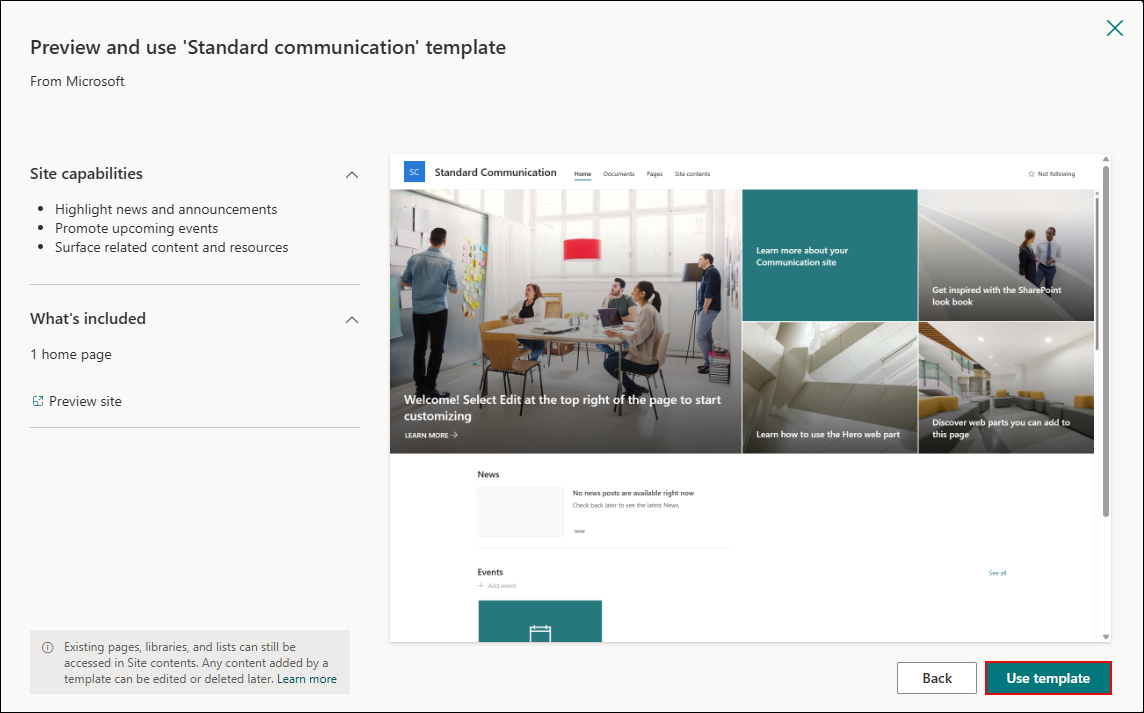 Preview and use 'Standard communication' template
From Microsoft
Site capabilities
Highlight news and announcements
Promote upcoming events
Surface related content and resources
What's included
1 home page
Preview site
Existing pages, libraries, and lists can still be
accessed in Site contents. Any content added by a
template can be edited or deleted later. Learn more
SC
Standard Communication
Home
Documents
Pages
Site contents
Not following
Welcome! Select Edit at the top right of the page to start
customizing
LEARN MORE
Learn more about your
Communication site
Get inspired with the SharePoint
look book
Learn how to use the Hero web part
Discover web parts you can add to
this page
News
No news posts are available right now
Check back later to see the latest News.
now
Events
See all
Add event
Back
Use template